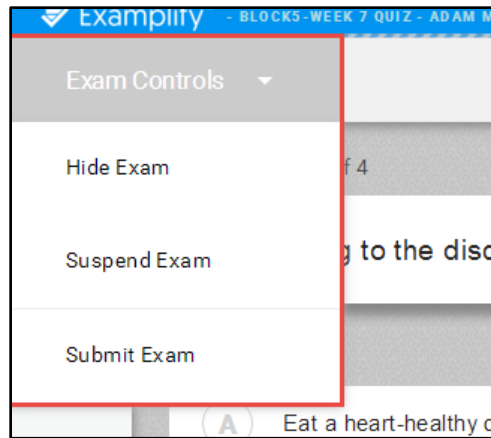 Examplify - BLOCK5-WEEK 7 QUIZ - ADAM M
Exam Controls
Hide Exam
f 4
g to the disc
Suspend Exam
Submit Exam
A Eat a heart-healthy